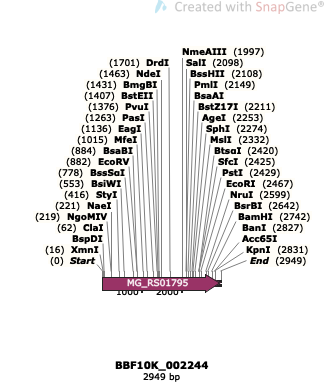 Created with SnapGene®
NmeAIII (1997)
(1701) DrdI SalI (2098)
(1463) NdeI BssHII (2108)
(1431) BmgBI PmlI (2149)
(1407) BstEII BsaAI
(1376) PvuI BstZ17I (2211)
(1263) PasI AgeI (2253)
(1136) EagI SphI (2274)
(1015) MfeI MslI (2332)
(884) BsaBI BtsαI (2420)
(882) EcoRV SfcI (2425)
(778) BssSαI PstI (2429)
(553) BsiWI EcoRI (2467)
(416) StyI NruI (2599)
(221) NaeI BsrBI (2642)
(219) NgoMIV BamHI (2742)
(62) ClaI BanI (2827)
BspDI Acc65I
(16) XmnI KpnI (2831)
(0) Start End (2949)
MG_RS01795
1000 2000
BBF10K_002244
2949 bp